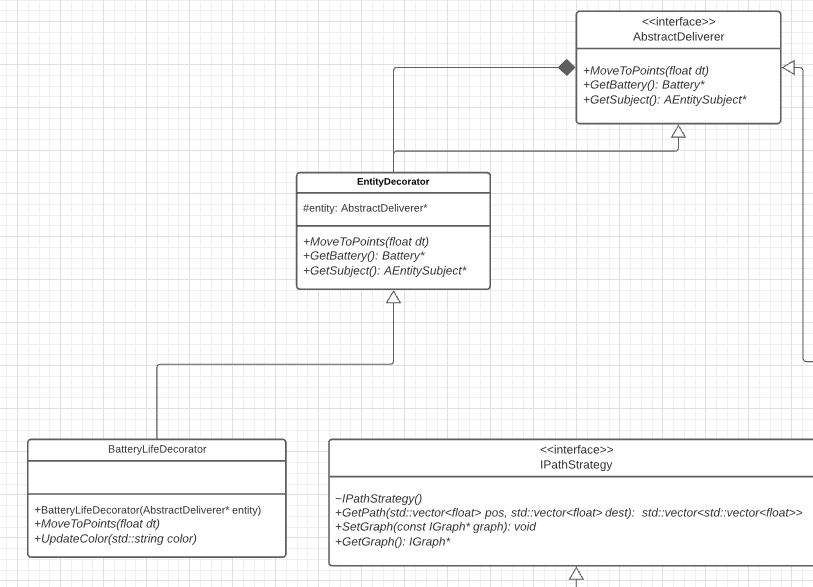 <<interface>>
AbstractDeliverer
+MoveToPoints(float dt)
+GetBattery(): Battery*
+GetSubject(): AEntitySubject*
EntityDecorator
#entity: AbstractDeliverer*
+MoveToPoints(float dt)
+GetBattery(): Battery*
+GetSubject(): AEntitySubject*
BatteryLifeDecorator
+BatteryLifeDecorator(AbstractDeliverer* entity)
+MoveToPoints(float dt)
+UpdateColor(std::string color)
<<interface>>
IPathStrategy
~IPathStrategy()
+GetPath(std::vector<float> pos, std::vector<float> dest): std::vector<std::vector<float>>
+SetGraph(const IGraph* graph): void
+GetGraph(): IGraph*